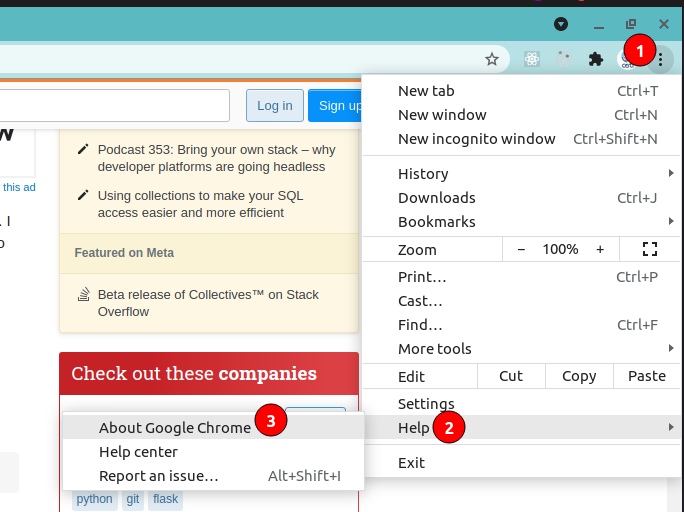 1
Log in
Sign up
w
this ad
. I
o
Podcast 353: Bring your own stack – why
developer platforms are going headless
Using collections to make your SQL
access easier and more efficient
Featured on Meta
Beta release of Collectives™ on Stack
Overflow
Check out these companies
python git flask
New tab Ctrl+T
New window Ctrl+N
New incognito window Ctrl+Shift+N
History
Downloads Ctrl+J
Bookmarks
Zoom − 100% +
Print… Ctrl+P
Cast…
Find… Ctrl+F
More tools
Edit Cut Copy Paste
Settings
Help 2
Exit
About Google Chrome 3
Help center
Report an issue… Alt+Shift+I